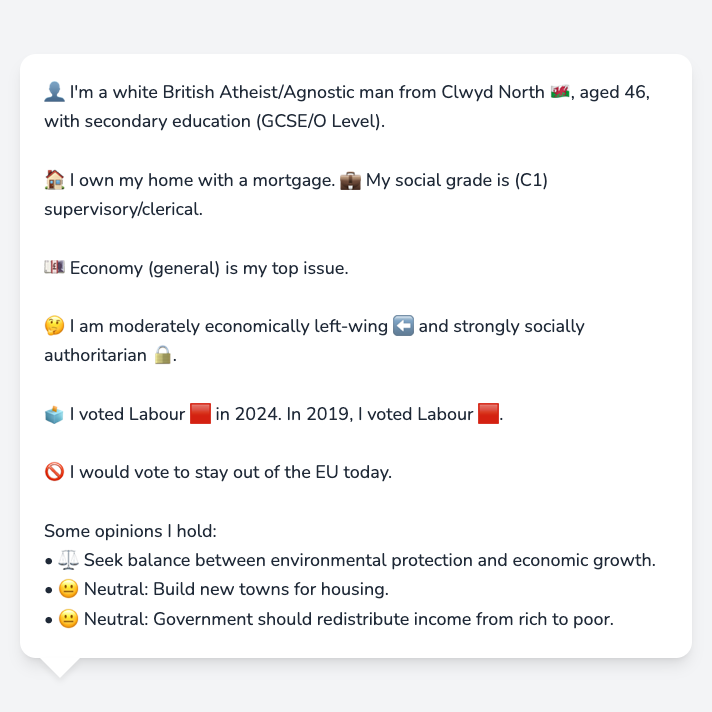 👤 I'm a white British Atheist/Agnostic man from Clwyd North 🏴󠁧󠁢󠁷󠁬󠁳󠁿, aged 46,
with secondary education (GCSE/O Level).
🏠 I own my home with a mortgage. 💼 My social grade is (C1)
supervisory/clerical.
💷 Economy (general) is my top issue.
🤔 I am moderately economically left-wing ⬅️ and strongly socially
authoritarian 🔒.
🗳️ I voted Labour 🟥 in 2024. In 2019, I voted Labour 🟥.
🚫 I would vote to stay out of the EU today.
Some opinions I hold:
• ⚖️ Seek balance between environmental protection and economic growth.
• 😐 Neutral: Build new towns for housing.
• 😐 Neutral: Government should redistribute income from rich to poor.